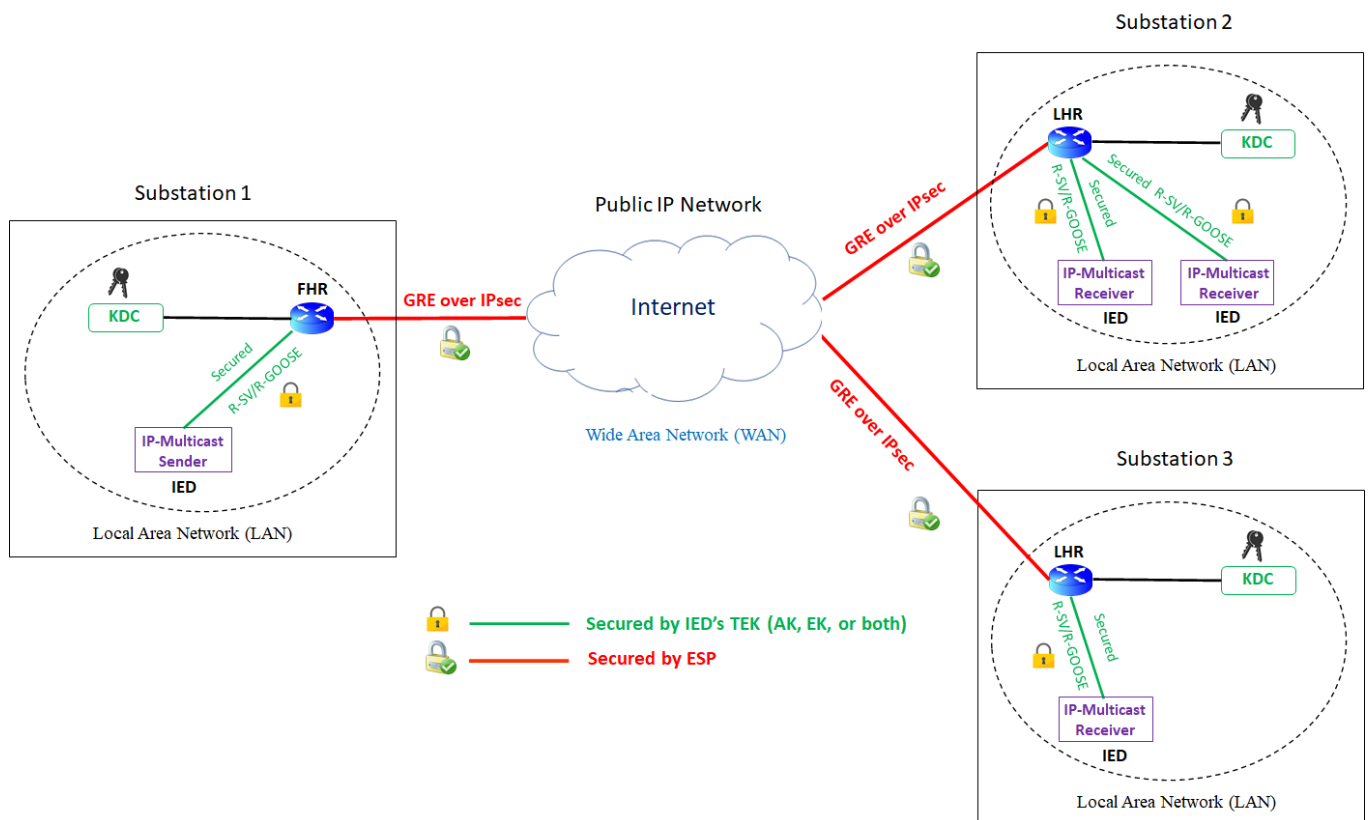 Substation 1
KDC
FHR
Secured
R-SV/R-GOOSE
IP-Multicast
Sender
IED
Local Area Network (LAN)
GRE over IPsec
Public IP Network
Internet
Wide Area Network (WAN)
GRE over IPsec
GRE over IPsec
Substation 2
LHR
KDC
Secured
R-SV/R-GOOSE
Secured R-SV/R-GOOSE
IP-Multicast
Receiver
IED
IP-Multicast
Receiver
IED
Local Area Network (LAN)
Substation 3
LHR
KDC
Secured
R-SV/R-GOOSE
IP-Multicast
Receiver
IED
Local Area Network (LAN)
Secured by IED's TEK (AK, EK, or both)
Secured by ESP